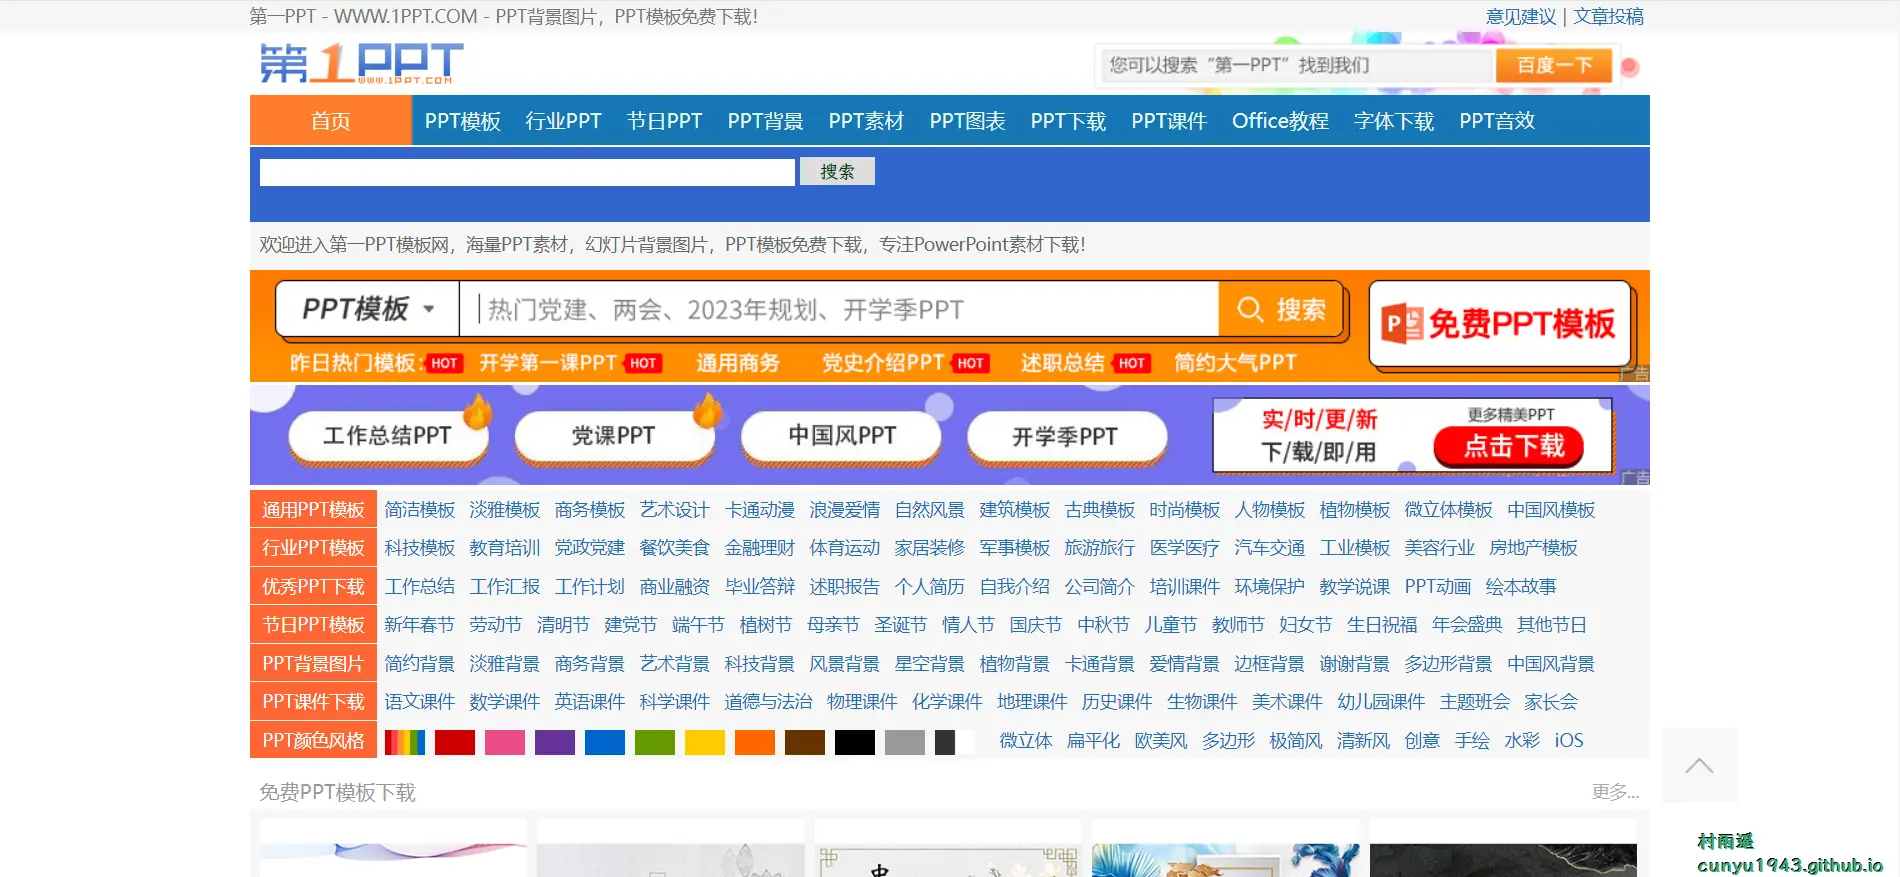 第一PPT - WWW.1PPT.COM - PPT背景图片，PPT模板免费下载！
意见建议 | 文章投稿
第1PPT
WWW.1PPT.COM
您可以搜索“第一PPT”找到我们
百度一下
首页 PPT模板 行业PPT 节日PPT PPT背景 PPT素材 PPT图表 PPT下载 PPT课件 Office教程 字体下载 PPT音效
搜索
欢迎进入第一PPT模板网，海量PPT素材，幻灯片背景图片，PPT模板免费下载，专注PowerPoint素材下载！
PPT模板 热门党建、两会、2023年规划、开学季PPT 搜索
免费PPT模板
昨日热门模板：HOT 开学第一课PPT HOT 通用商务 党史介绍PPT HOT 述职总结 HOT 简约大气PPT
广告
工作总结PPT 党课PPT 中国风PPT 开学季PPT
实/时/更/新
下/载/即/用
更多精美PPT
点击下载
广告
通用PPT模板 简洁模板 淡雅模板 商务模板 艺术设计 卡通动漫 浪漫爱情 自然风景 建筑模板 古典模板 时尚模板 人物模板 植物模板 微立体模板 中国风模板
行业PPT模板 科技模板 教育培训 党政党建 餐饮美食 金融理财 体育运动 家居装修 军事模板 旅游旅行 医学医疗 汽车交通 工业模板 美容行业 房地产模板
优秀PPT下载 工作总结 工作汇报 工作计划 商业融资 毕业答辩 述职报告 个人简历 自我介绍 公司简介 培训课件 环境保护 教学说课 PPT动画 绘本故事
节日PPT模板 新年春节 劳动节 清明节 建党节 端午节 植树节 母亲节 圣诞节 情人节 国庆节 中秋节 儿童节 教师节 妇女节 生日祝福 年会盛典 其他节日
PPT背景图片 简约背景 淡雅背景 商务背景 艺术背景 科技背景 风景背景 星空背景 植物背景 卡通背景 爱情背景 边框背景 谢谢背景 多边形背景 中国风背景
PPT课件下载 语文课件 数学课件 英语课件 科学课件 道德与法治 物理课件 化学课件 地理课件 历史课件 生物课件 美术课件 幼儿园课件 主题班会 家长会
PPT颜色风格 微立体 扁平化 欧美风 多边形 极简风 清新风 创意 手绘 水彩 iOS
免费PPT模板下载
更多...
村雨遥
cunyu1943.github.io